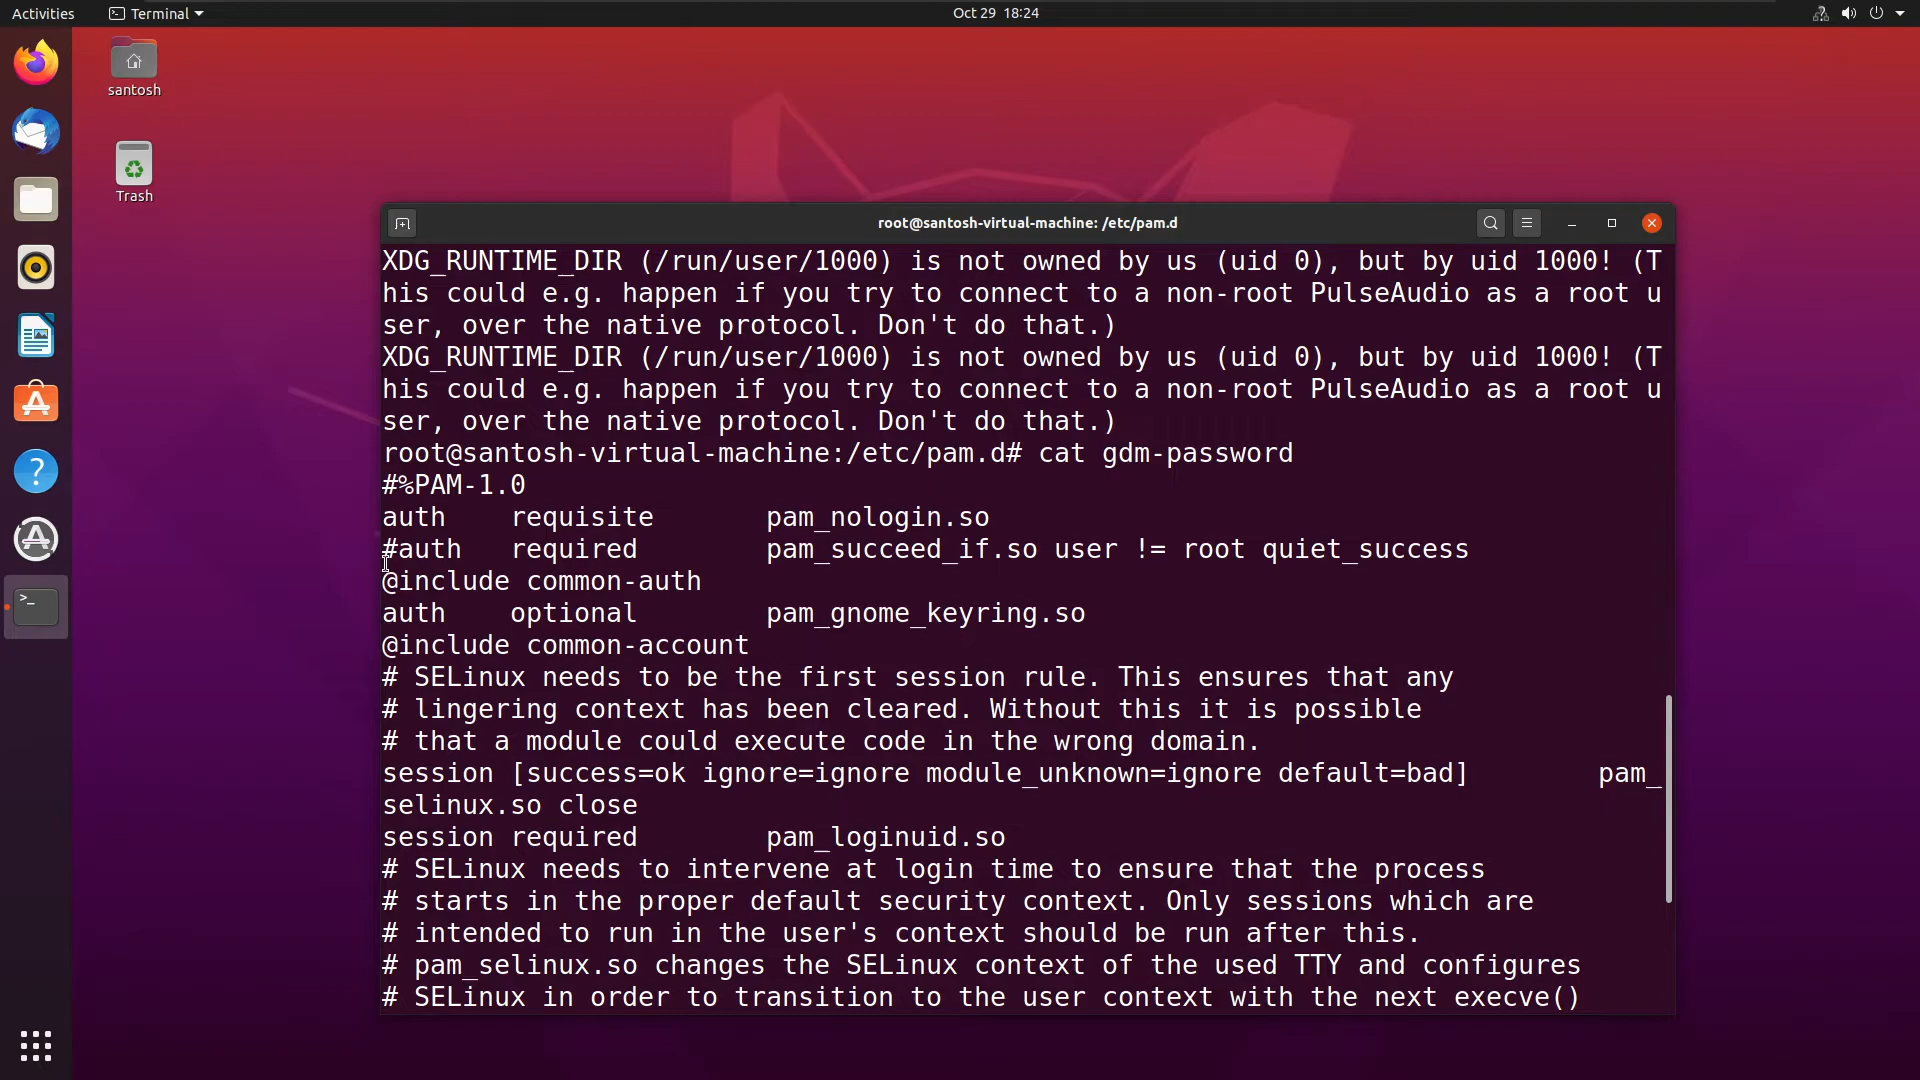 Activities
Terminal
Oct 29 18:24
santosh
Trash
root@santosh-virtual-machine: /etc/pam.d
XDG_RUNTIME_DIR (/run/user/1000) is not owned by us (uid 0), but by uid 1000! (T
his could e.g. happen if you try to connect to a non-root PulseAudio as a root u
ser, over the native protocol. Don't do that.)
XDG_RUNTIME_DIR (/run/user/1000) is not owned by us (uid 0), but by uid 1000! (T
his could e.g. happen if you try to connect to a non-root PulseAudio as a root u
ser, over the native protocol. Don't do that.)
root@santosh-virtual-machine:/etc/pam.d# cat gdm-password
#%PAM-1.0
auth    requisite       pam_nologin.so
#auth   required        pam_succeed_if.so user != root quiet_success
@include common-auth
auth    optional        pam_gnome_keyring.so
@include common-account
# SELinux needs to be the first session rule. This ensures that any
# lingering context has been cleared. Without this it is possible
# that a module could execute code in the wrong domain.
session [success=ok ignore=ignore module_unknown=ignore default=bad]        pam_
selinux.so close
session required        pam_loginuid.so
# SELinux needs to intervene at login time to ensure that the process
# starts in the proper default security context. Only sessions which are
# intended to run in the user's context should be run after this.
# pam_selinux.so changes the SELinux context of the used TTY and configures
# SELinux in order to transition to the user context with the next execve()